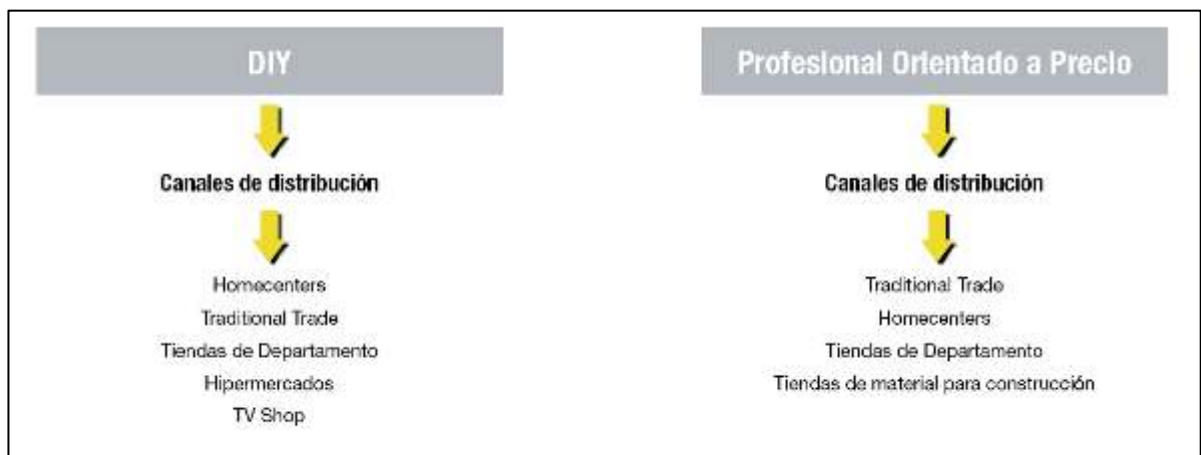 DIY
Canales de distribución
Homecenters
Traditional Trade
Tiendas de Departamento
Hipermercados
TV Shop
Profesional Orientado a Precio
Canales de distribución
Traditional Trade
Homecenters
Tiendas de Departamento
Tiendas de material para construcción